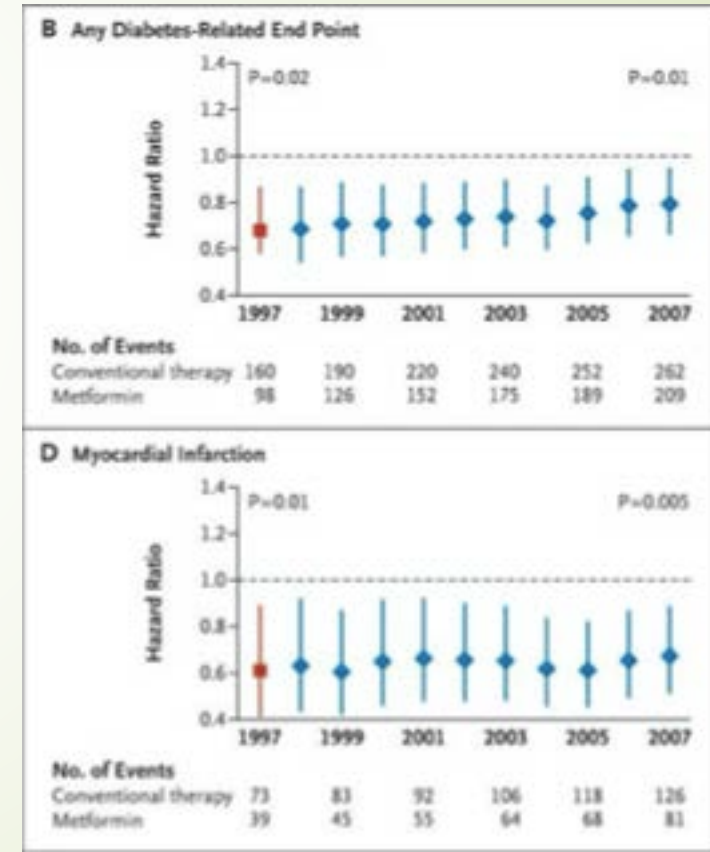 B Any Diabetes-Related End Point
1.4
P=0.02 P=0.01
1.2
1.0
0.8
0.6
0.4
Hazard Ratio
1997 1999 2001 2003 2005 2007
No. of Events
Conventional therapy 160 190 220 240 252 262
Metformin 98 126 152 175 189 209
D Myocardial Infarction
1.4
P=0.01 P=0.005
1.2
1.0
0.8
0.6
0.4
Hazard Ratio
1997 1999 2001 2003 2005 2007
No. of Events
Conventional therapy 73 83 92 106 118 126
Metformin 39 45 55 64 68 81